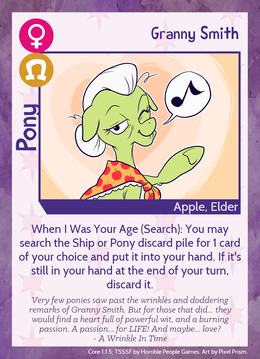 Granny Smith
Pony
Apple, Elder
When I Was Your Age (Search): You may
search the Ship or Pony discard pile for 1 card
of your choice and put it into your hand. If it's
still in your hand at the end of your turn,
discard it.
Very few ponies saw past the wrinkles and doddering
remarks of Granny Smith. But for those that did... they
would find a heart full of powerful wit, and a burning
passion. A passion... for LIFE! And maybe... love?
- A Wrinkle In Time
Core 1.1.5, TSSSF by Horrible People Games. Art by Pixel Prism.